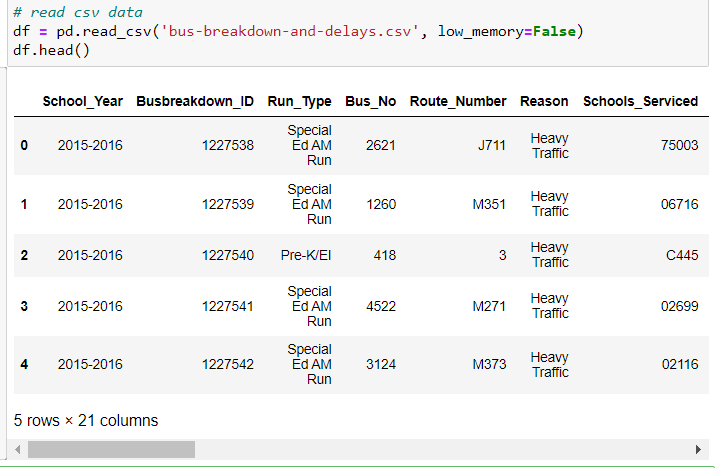 # read csv data
df = pd.read_csv('bus-breakdown-and-delays.csv', low_memory=False)
df.head()
School_Year Busbreakdown_ID Run_Type Bus_No Route_Number Reason Schools_Serviced
0 2015-2016 1227538 Special Ed AM Run 2621 J711 Heavy Traffic 75003
1 2015-2016 1227539 Special Ed AM Run 1260 M351 Heavy Traffic 06716
2 2015-2016 1227540 Pre-K/EI 418 3 Heavy Traffic C445
3 2015-2016 1227541 Special Ed AM Run 4522 M271 Heavy Traffic 02699
4 2015-2016 1227542 Special Ed AM Run 3124 M373 Heavy Traffic 02116
5 rows × 21 columns